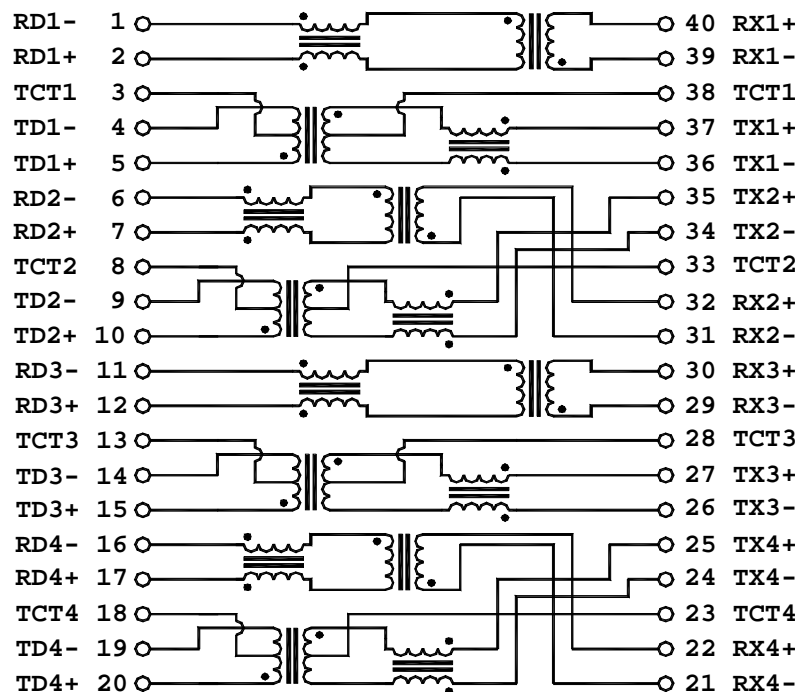 RD1- 1 40 RX1+
RD1+ 2 39 RX1-
TCT1 3 38 TCT1
TD1- 4 37 TX1+
TD1+ 5 36 TX1-
RD2- 6 35 TX2+
RD2+ 7 34 TX2-
TCT2 8 33 TCT2
TD2- 9 32 RX2+
TD2+ 10 31 RX2-
RD3- 11 30 RX3+
RD3+ 12 29 RX3-
TCT3 13 28 TCT3
TD3- 14 27 TX3+
TD3+ 15 26 TX3-
RD4- 16 25 TX4+
RD4+ 17 24 TX4-
TCT4 18 23 TCT4
TD4- 19 22 RX4+
TD4+ 20 21 RX4-